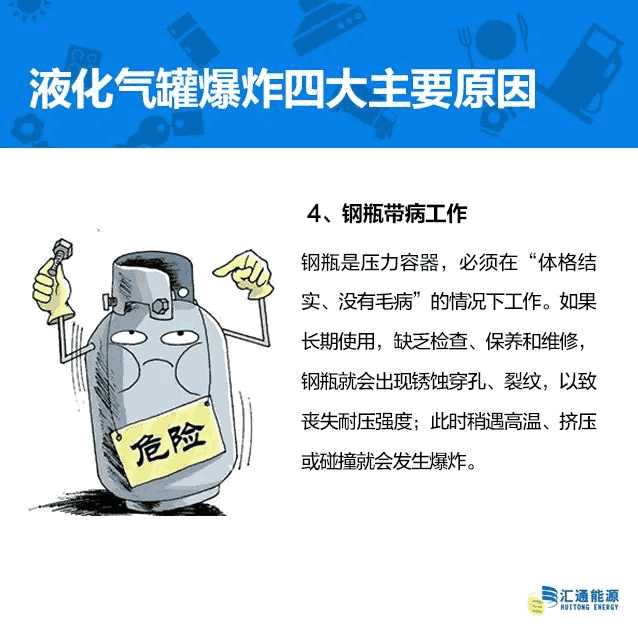 液化气罐爆炸四大主要原因
4、钢瓶带病工作
钢瓶是压力容器，必须在“体格结
实、没有毛病”的情况下工作。如果
长期使用，缺乏检查、保养和维修，
钢瓶就会出现锈蚀穿孔、裂纹，以致
丧失耐压强度；此时稍遇高温、挤压
或碰撞就会发生爆炸。
危险
汇通能源
HUITONG ENERGY